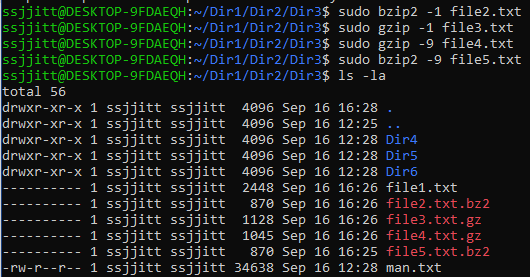 ssjjitt@DESKTOP-9FDAEQH:~/Dir1/Dir2/Dir3$ sudo bzip2 -1 file2.txt
ssjjitt@DESKTOP-9FDAEQH:~/Dir1/Dir2/Dir3$ sudo gzip -1 file3.txt
ssjjitt@DESKTOP-9FDAEQH:~/Dir1/Dir2/Dir3$ sudo gzip -9 file4.txt
ssjjitt@DESKTOP-9FDAEQH:~/Dir1/Dir2/Dir3$ sudo bzip2 -9 file5.txt
ssjjitt@DESKTOP-9FDAEQH:~/Dir1/Dir2/Dir3$ ls -la
total 56
drwxr-xr-x 1 ssjjitt ssjjitt  4096 Sep 16 16:28 .
drwxr-xr-x 1 ssjjitt ssjjitt  4096 Sep 16 12:25 ..
drwxr-xr-x 1 ssjjitt ssjjitt  4096 Sep 16 12:28 Dir4
drwxr-xr-x 1 ssjjitt ssjjitt  4096 Sep 16 12:28 Dir5
drwxr-xr-x 1 ssjjitt ssjjitt  4096 Sep 16 12:28 Dir6
---------- 1 ssjjitt ssjjitt  2448 Sep 16 16:26 file1.txt
---------- 1 ssjjitt ssjjitt   870 Sep 16 16:26 file2.txt.bz2
---------- 1 ssjjitt ssjjitt  1128 Sep 16 16:26 file3.txt.gz
---------- 1 ssjjitt ssjjitt  1045 Sep 16 16:26 file4.txt.gz
---------- 1 ssjjitt ssjjitt   870 Sep 16 16:25 file5.txt.bz2
-rw-r--r-- 1 ssjjitt ssjjitt 34638 Sep 16 12:28 man.txt